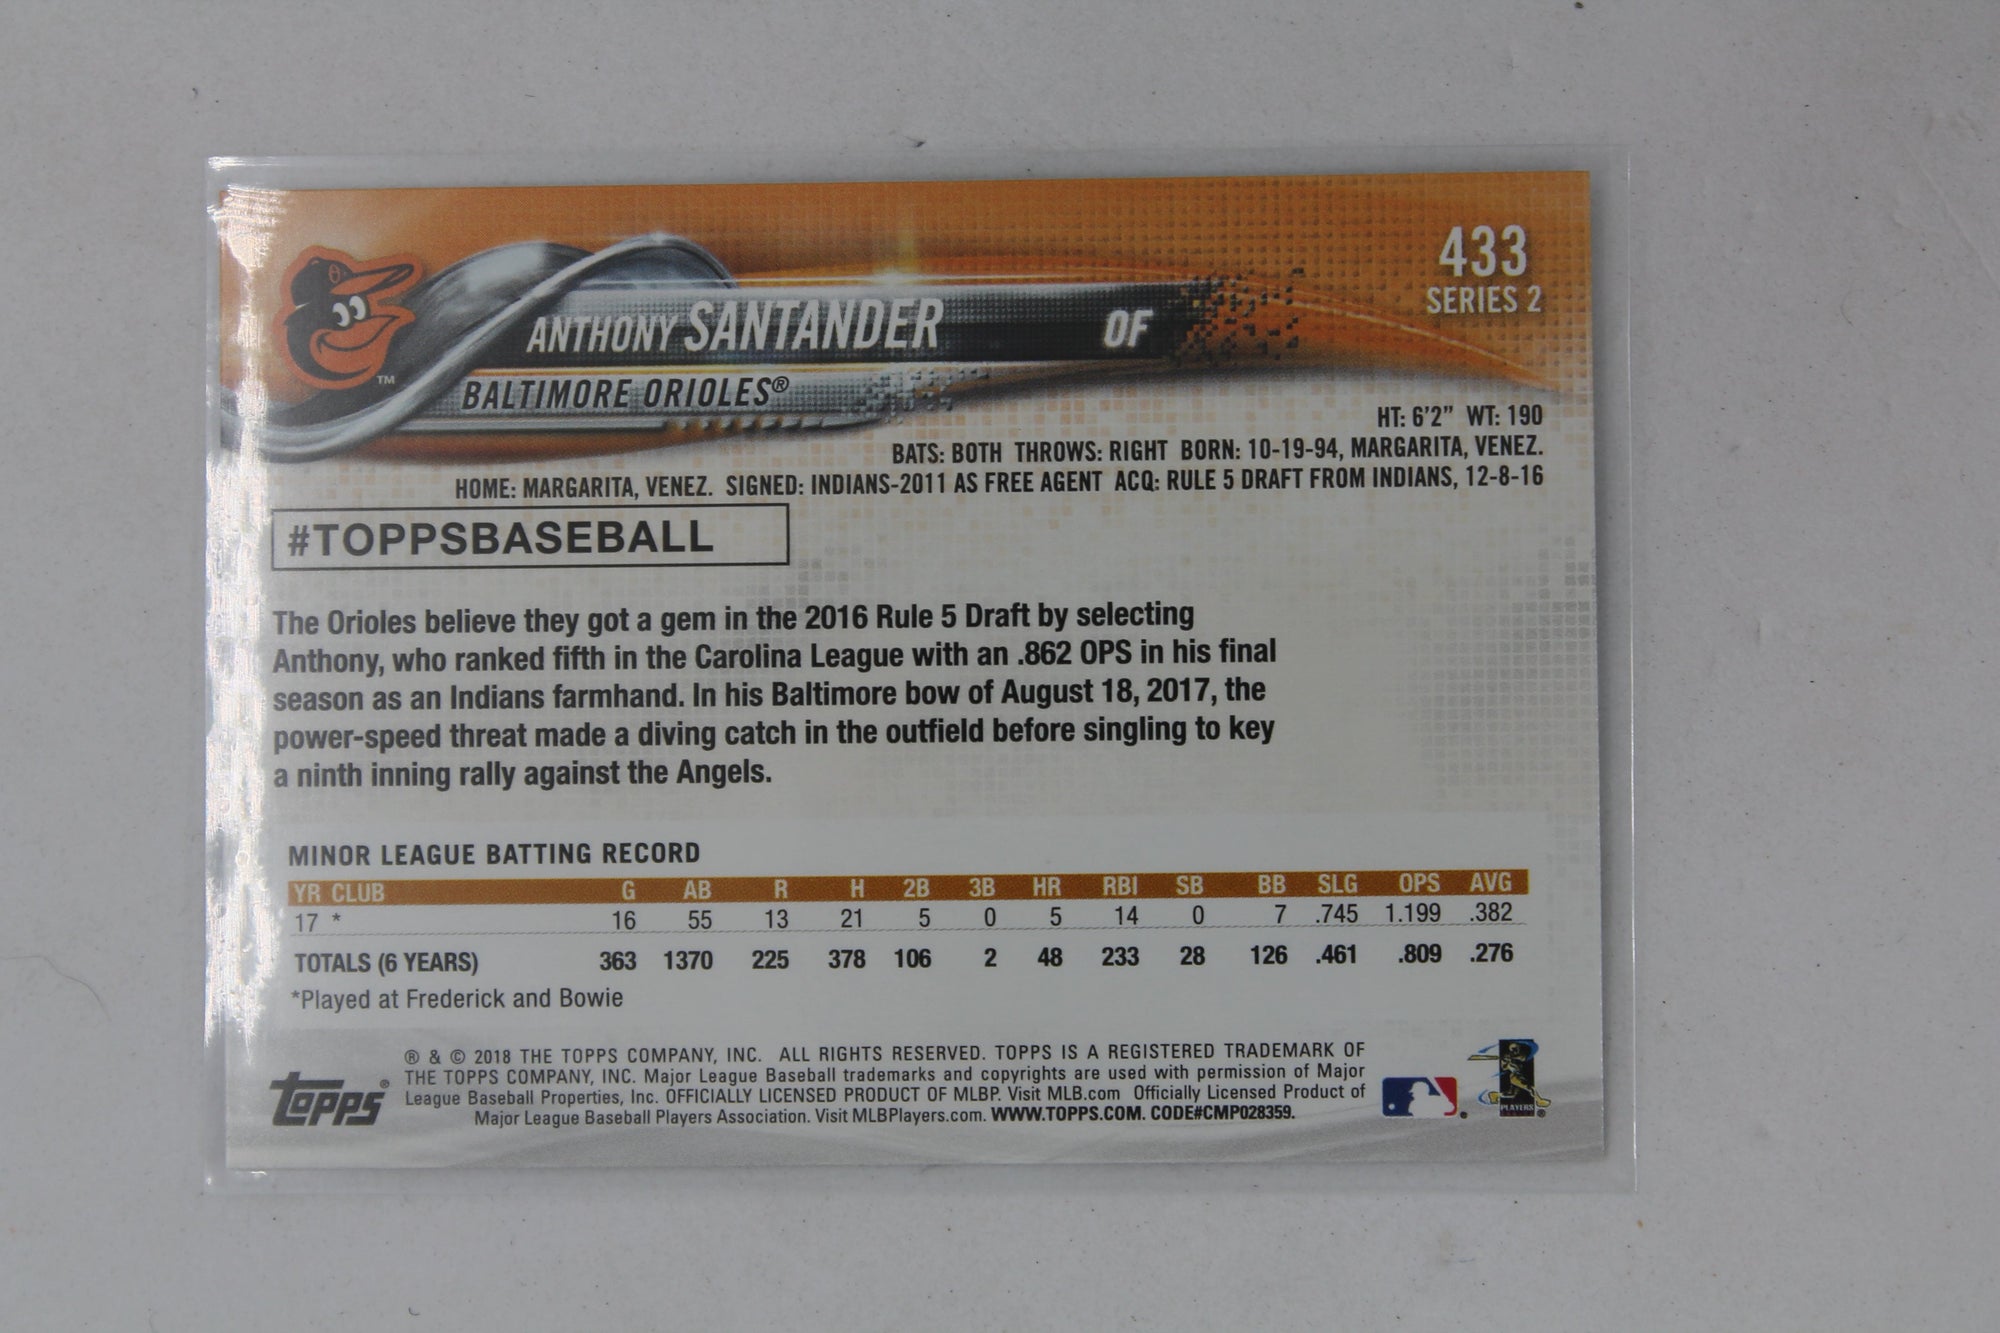 433
SERIES 2
ANTHONY SANTANDER OF
BALTIMORE ORIOLES®
TM
HT: 6'2" WT: 190
BATS: BOTH THROWS: RIGHT BORN: 10-19-94, MARGARITA, VENEZ.
HOME: MARGARITA, VENEZ. SIGNED: INDIANS-2011 AS FREE AGENT ACQ: RULE 5 DRAFT FROM INDIANS, 12-8-16
#TOPPSBASEBALL
The Orioles believe they got a gem in the 2016 Rule 5 Draft by selecting
Anthony, who ranked fifth in the Carolina League with an .862 OPS in his final
season as an Indians farmhand. In his Baltimore bow of August 18, 2017, the
power-speed threat made a diving catch in the outfield before singling to key
a ninth inning rally against the Angels.
MINOR LEAGUE BATTING RECORD
YR CLUB G AB R H 2B 3B HR RBI SB BB SLG OPS AVG
17 * 16 55 13 21 5 0 5 14 0 7 .745 1.199 .382
TOTALS (6 YEARS) 363 1370 225 378 106 2 48 233 28 126 .461 .809 .276
*Played at Frederick and Bowie
® & © 2018 THE TOPPS COMPANY, INC. ALL RIGHTS RESERVED. TOPPS IS A REGISTERED TRADEMARK OF
THE TOPPS COMPANY, INC. Major League Baseball trademarks and copyrights are used with permission of Major
League Baseball Properties, Inc. OFFICIALLY LICENSED PRODUCT OF MLBP. Visit MLB.com Officially Licensed Product of
Major League Baseball Players Association. Visit MLBPlayers.com. WWW.TOPPS.COM. CODE#CMP028359.
TOPPS®
PLAYERS